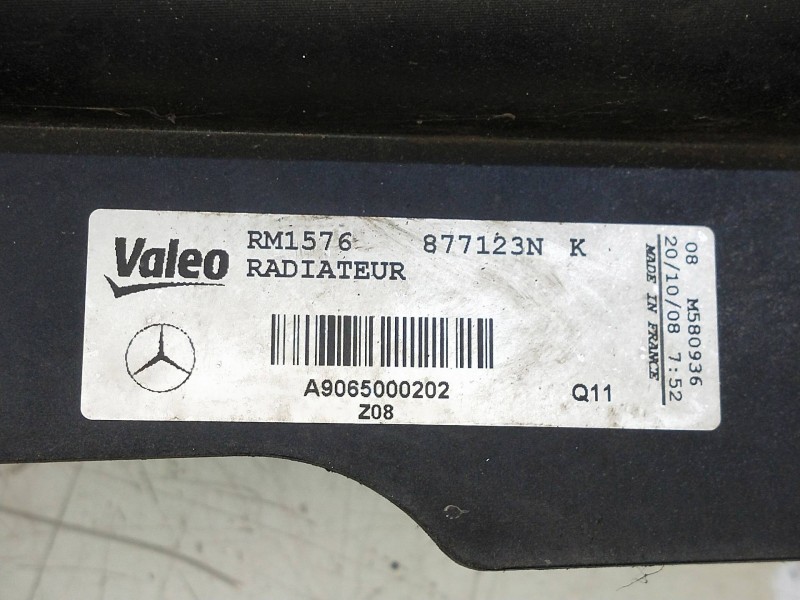 Valeo
RM1576 877123N K
RADIATEUR
A9065000202
Z08
Q11
MADE IN FRANCE
20/10/08 7:52
08 M580936